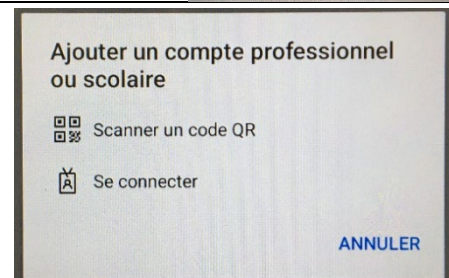 Ajouter un compte professionnel
ou scolaire
Scanner un code QR
Se connecter
ANNULER